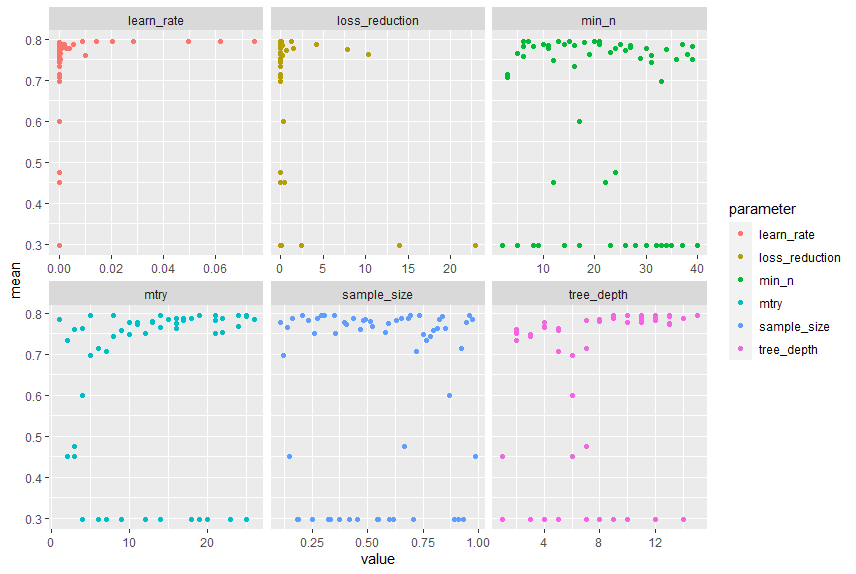 learn_rate loss_reduction min_n
0.8
0.7
0.6
0.5
0.4
0.3
0.00 0.02 0.04 0.06 0 5 10 15 20 10 20 30 40
mtry sample_size tree_depth
0.8
0.7
0.6
0.5
0.4
0.3
0 10 20 0.25 0.50 0.75 1.00 4 8 12
mean
value
parameter
learn_rate
loss_reduction
min_n
mtry
sample_size
tree_depth